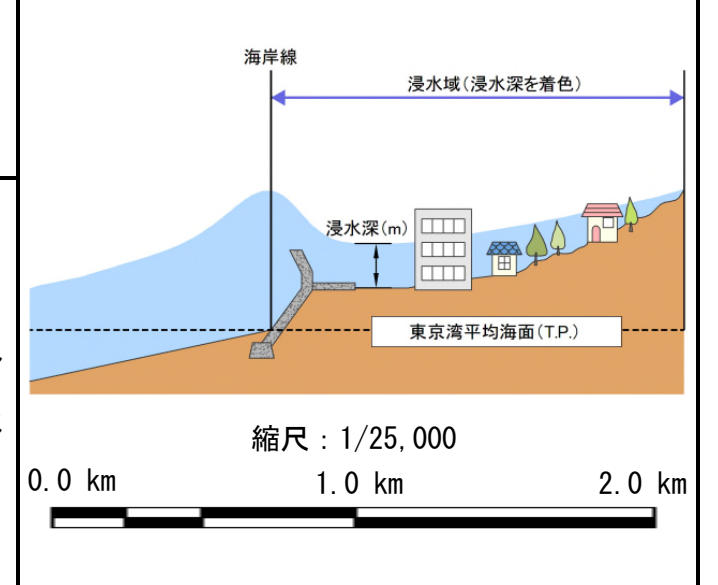 海岸線
浸水域(浸水深を着色)
浸水深(m)
東京湾平均海面(T.P.)
縮尺：1/25,000
0.0 km 1.0 km 2.0 km